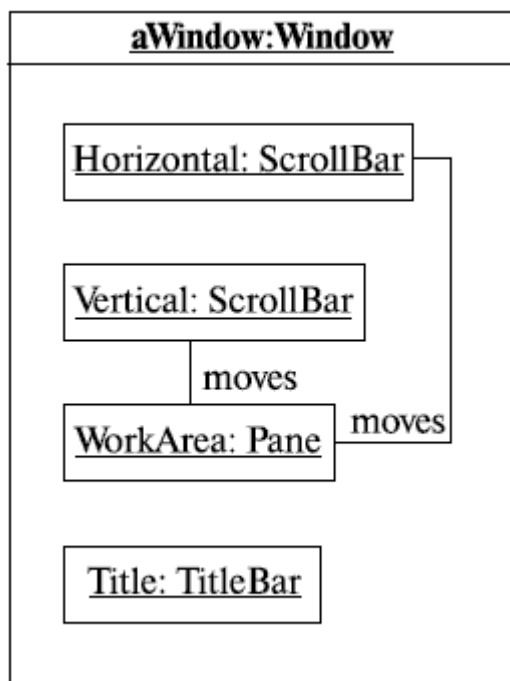 aWindow:Window
Horizontal: ScrollBar
Vertical: ScrollBar
moves
WorkArea: Pane
moves
Title: TitleBar